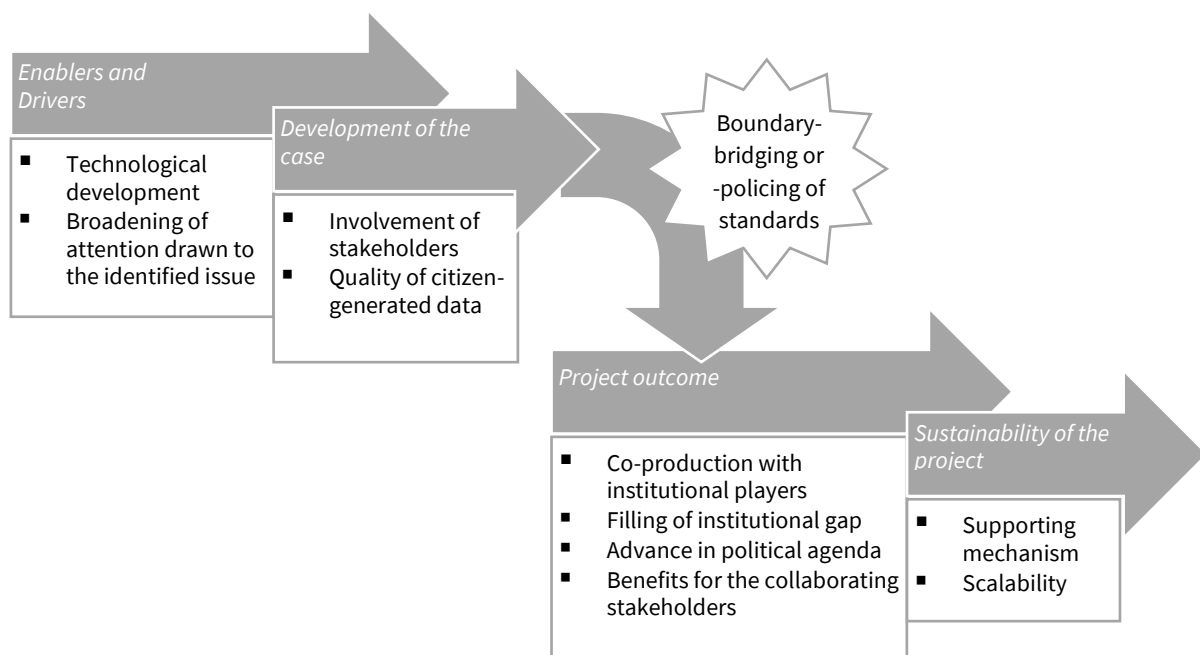 Enablers and
Drivers
▪ Technological
development
▪ Broadening of
attention drawn to
the identified issue
Development of the
case
▪ Involvement of
stakeholders
▪ Quality of citizen-
generated data
Boundary-
bridging or
-policing of
standards
Project outcome
▪ Co-production with
institutional players
▪ Filling of institutional gap
▪ Advance in political agenda
▪ Benefits for the collaborating
stakeholders
Sustainability of the
project
▪ Supporting
mechanism
▪ Scalability